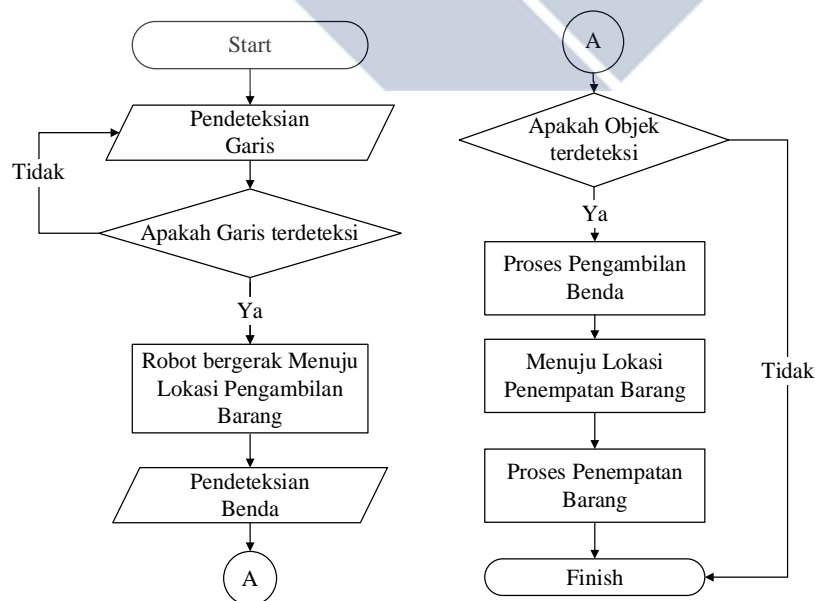 Start
Pendeteksian
Garis
Tidak
Apakah Garis terdeteksi
Ya
Robot bergerak Menuju
Lokasi Pengambilan
Barang
Pendeteksian
Benda
A
A
Apakah Objek
terdeteksi
Ya
Proses Pengambilan
Benda
Menuju Lokasi
Penempatan Barang
Tidak
Proses Penempatan
Barang
Finish